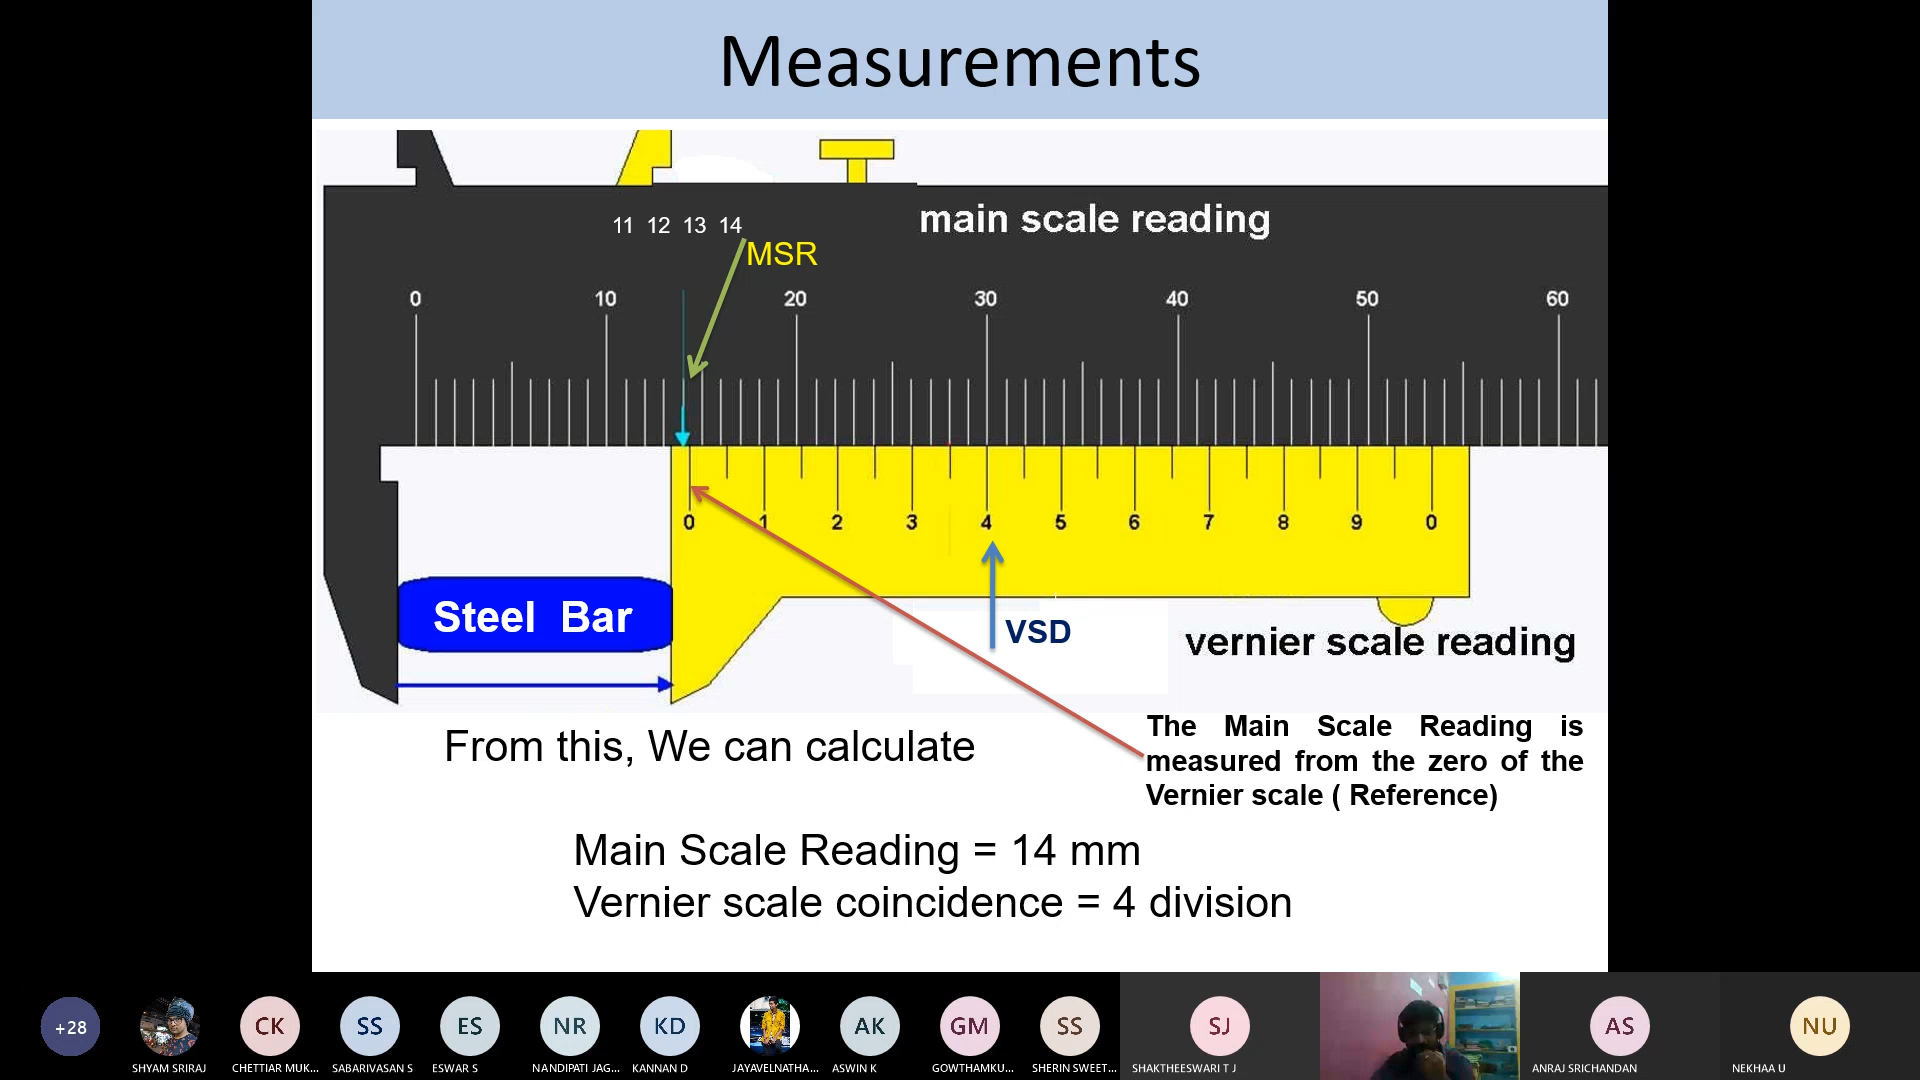 Measurements
11 12 13 14
main scale reading
MSR
0 10 20 30 40 50 60
0 1 2 3 4 5 6 7 8 9 0
Steel Bar
VSD
vernier scale reading
The Main Scale Reading is
measured from the zero of the
Vernier scale ( Reference)
From this, We can calculate
Main Scale Reading = 14 mm
Vernier scale coincidence = 4 division
+28
CK
SS
ES
NR
KD
AK
GM
SS
SJ
AS
NU
SHYAM SRIRAJ
CHETTIAR MUK...
SABARIVASAN S
ESWAR S
NANDIPATI JAG...
KANNAN D
JAYAVELNATHA...
ASWIN K
GOWTHAMKU...
SHERIN SWEET...
SHAKTHEESWARI T J
ANRAJ SRICHANDAN
NEKHAA U